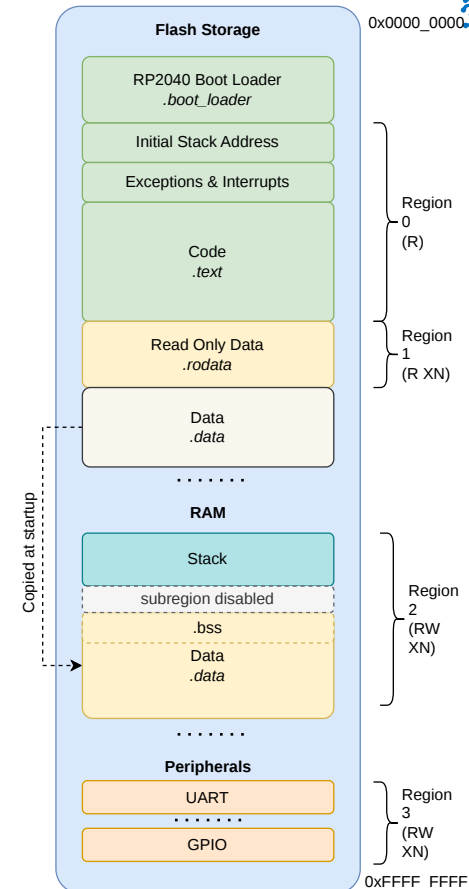 Flash Storage
0x0000_0000
RP2040 Boot Loader
.boot_loader
Initial Stack Address
Exceptions & Interrupts
Region
0
(R)
Code
.text
Read Only Data
.rodata
Region
1
(R XN)
Data
.data
. . . . . . .
Copied at startup
RAM
Stack
subregion disabled
.bss
Data
.data
Region
2
(RW
XN)
. . . . . . .
Peripherals
UART
. . . . . . .
GPIO
Region
3
(RW
XN)
0xFFFF_FFFF